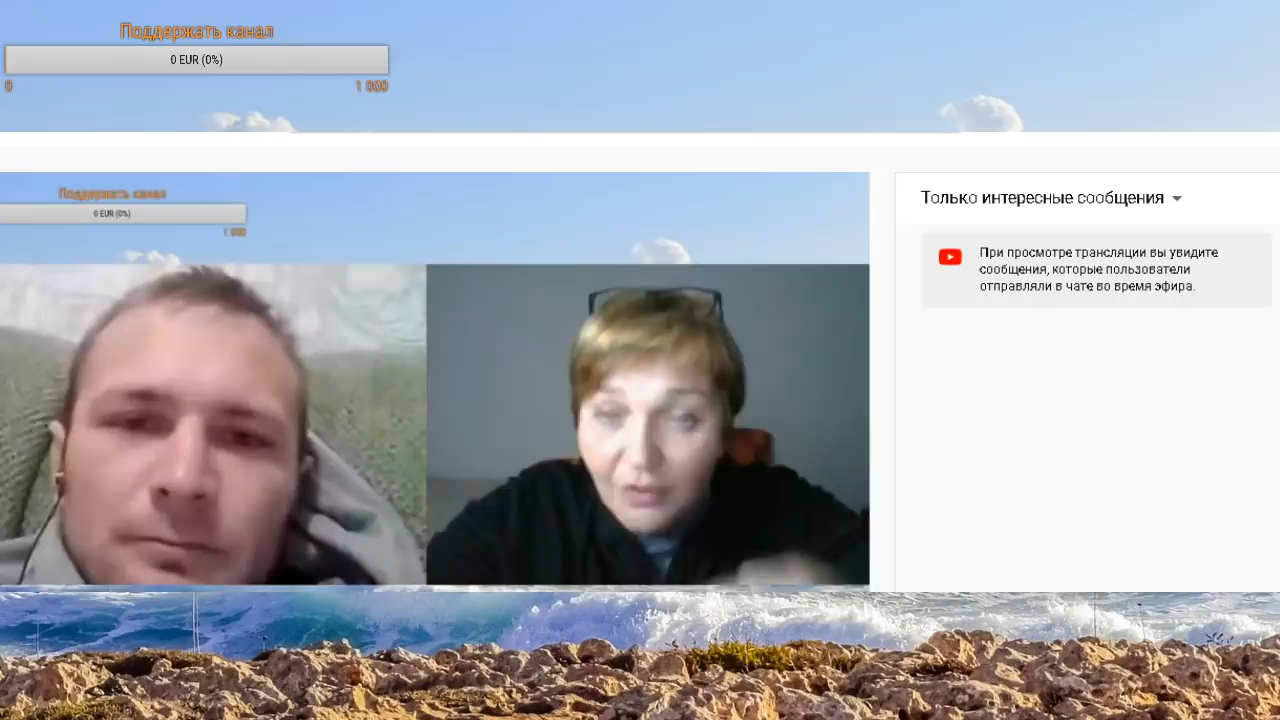 Поддержать канал
0 EUR (0%)
0
1 000
Поддержать канал
0 EUR (0%)
1 000
Только интересные сообщения
При просмотре трансляции вы увидите
сообщения, которые пользователи
отправляли в чате во время эфира.